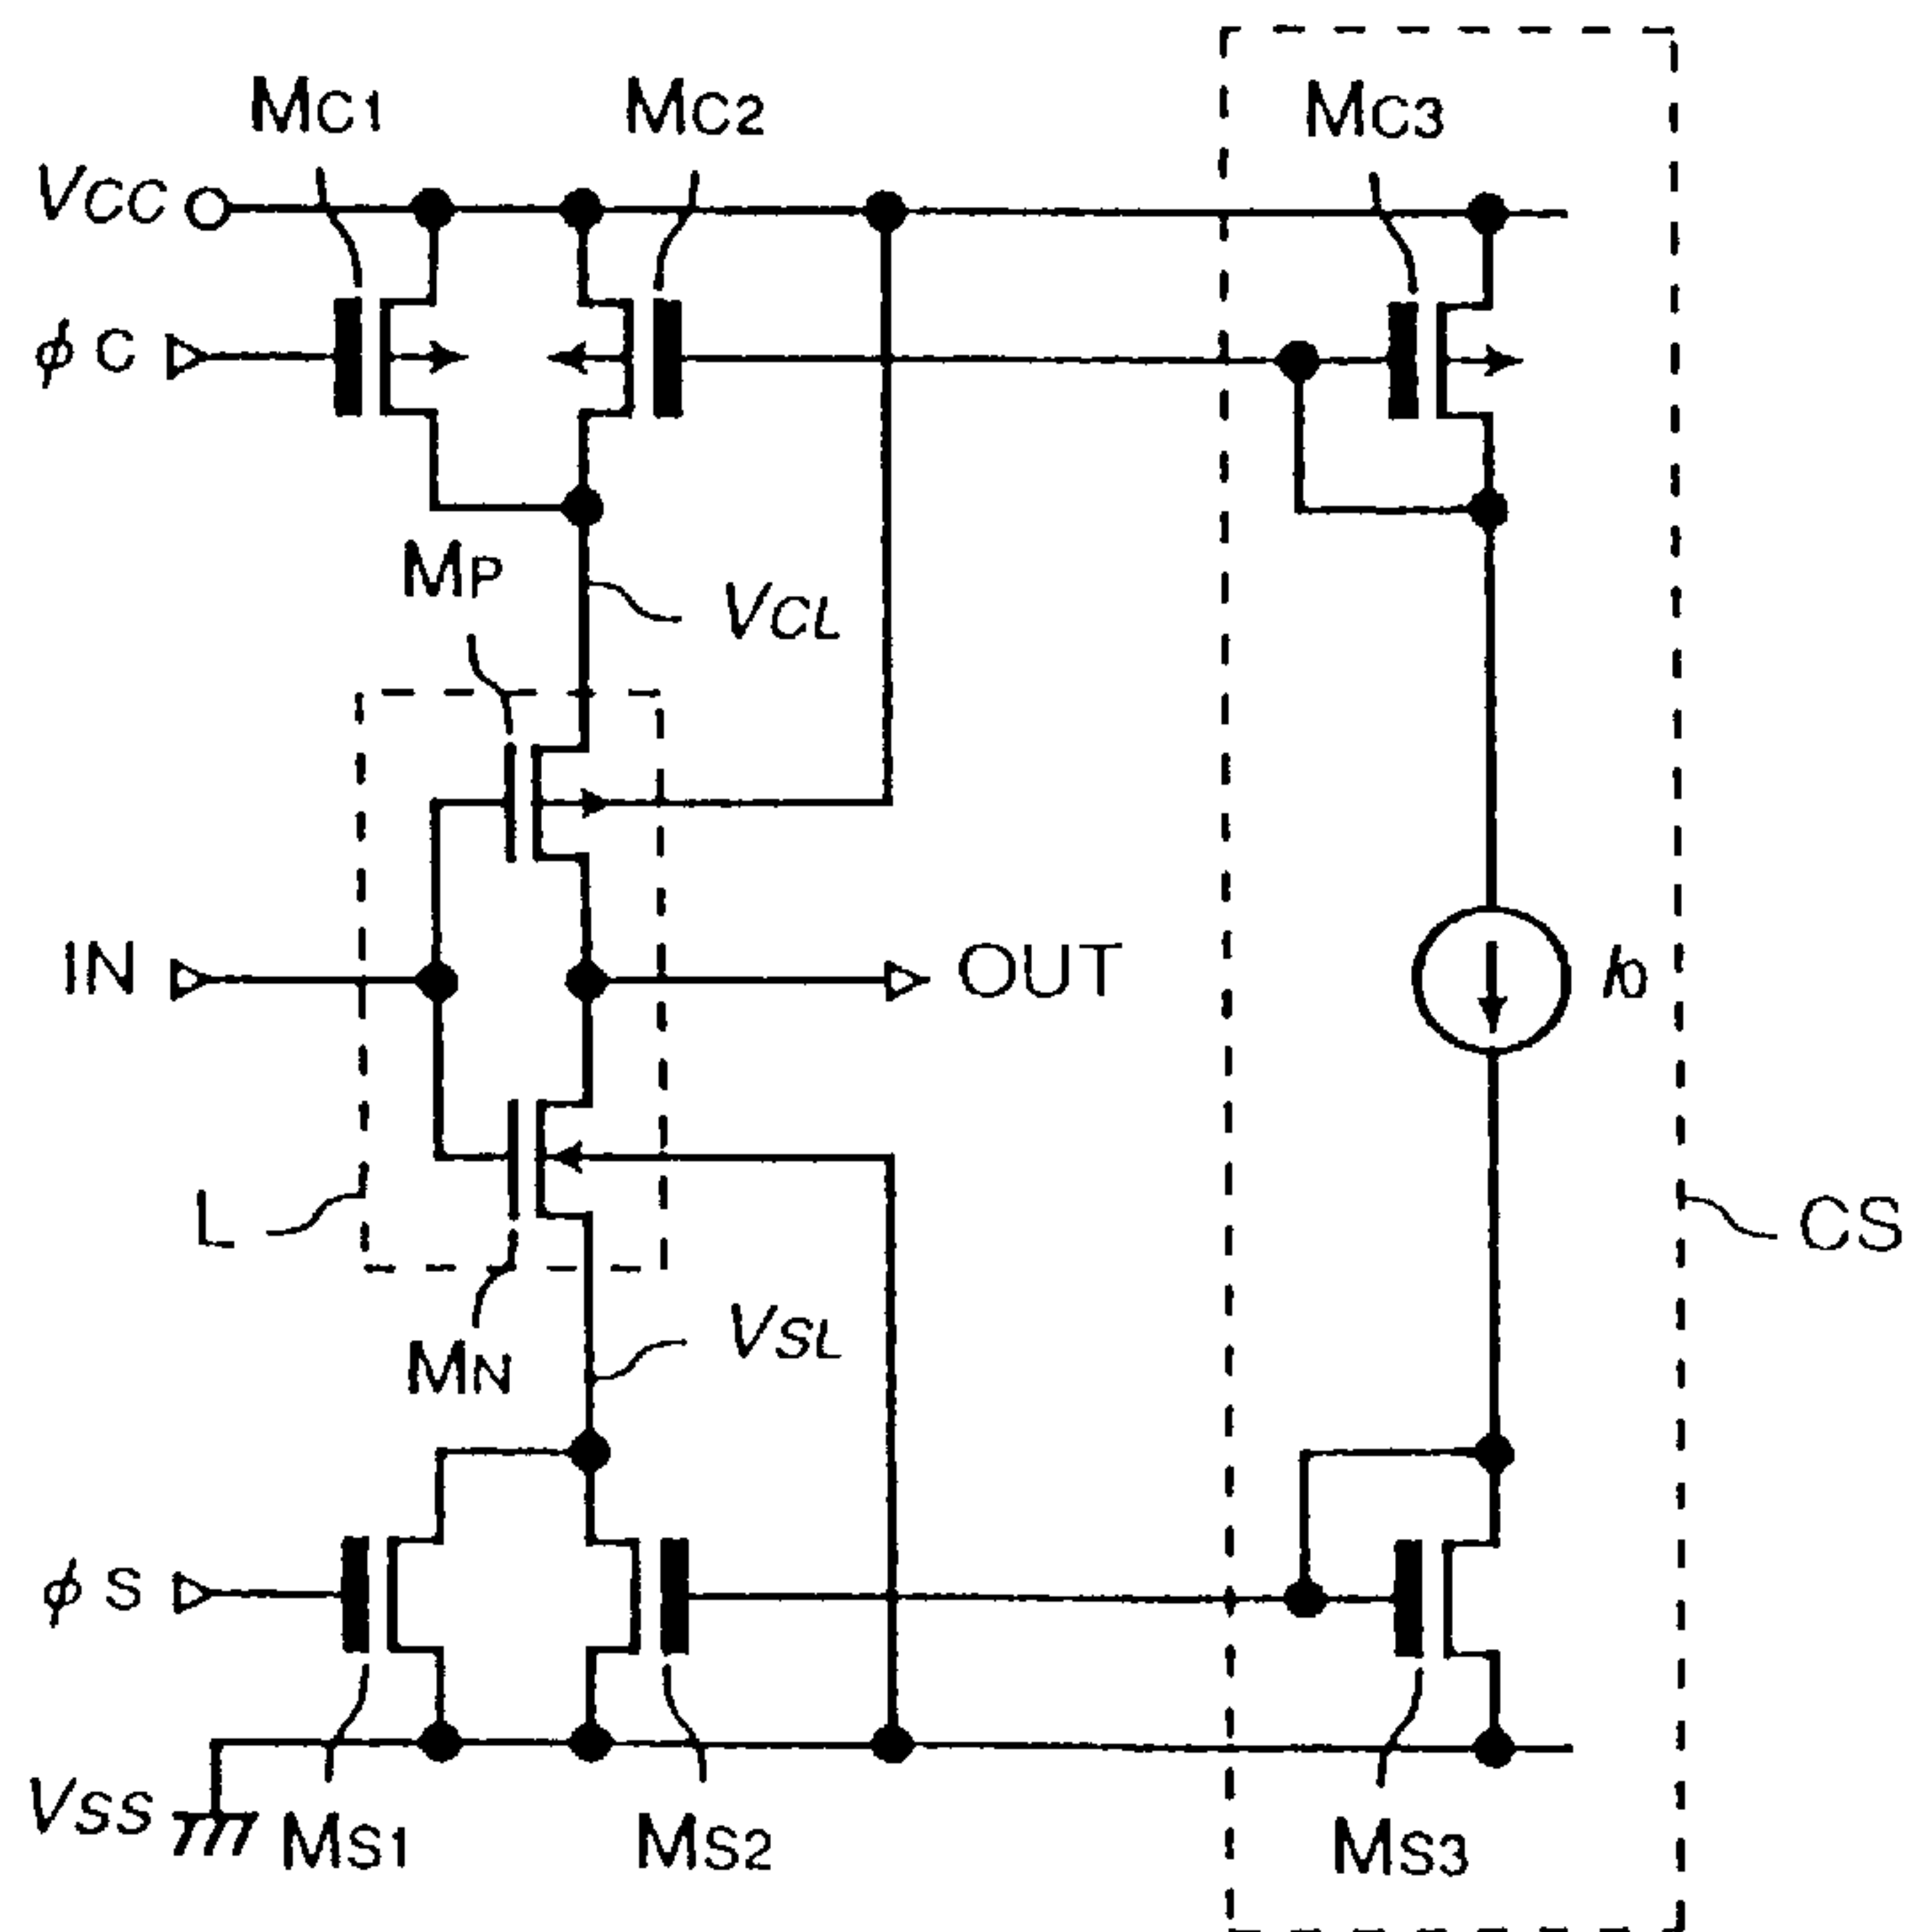 MC1
MC2
MC3
VCC
ϕ C
MP
VCL
IN
OUT
I0
L
CS
MN
VSL
ϕ S
VSS
MS1
MS2
MS3